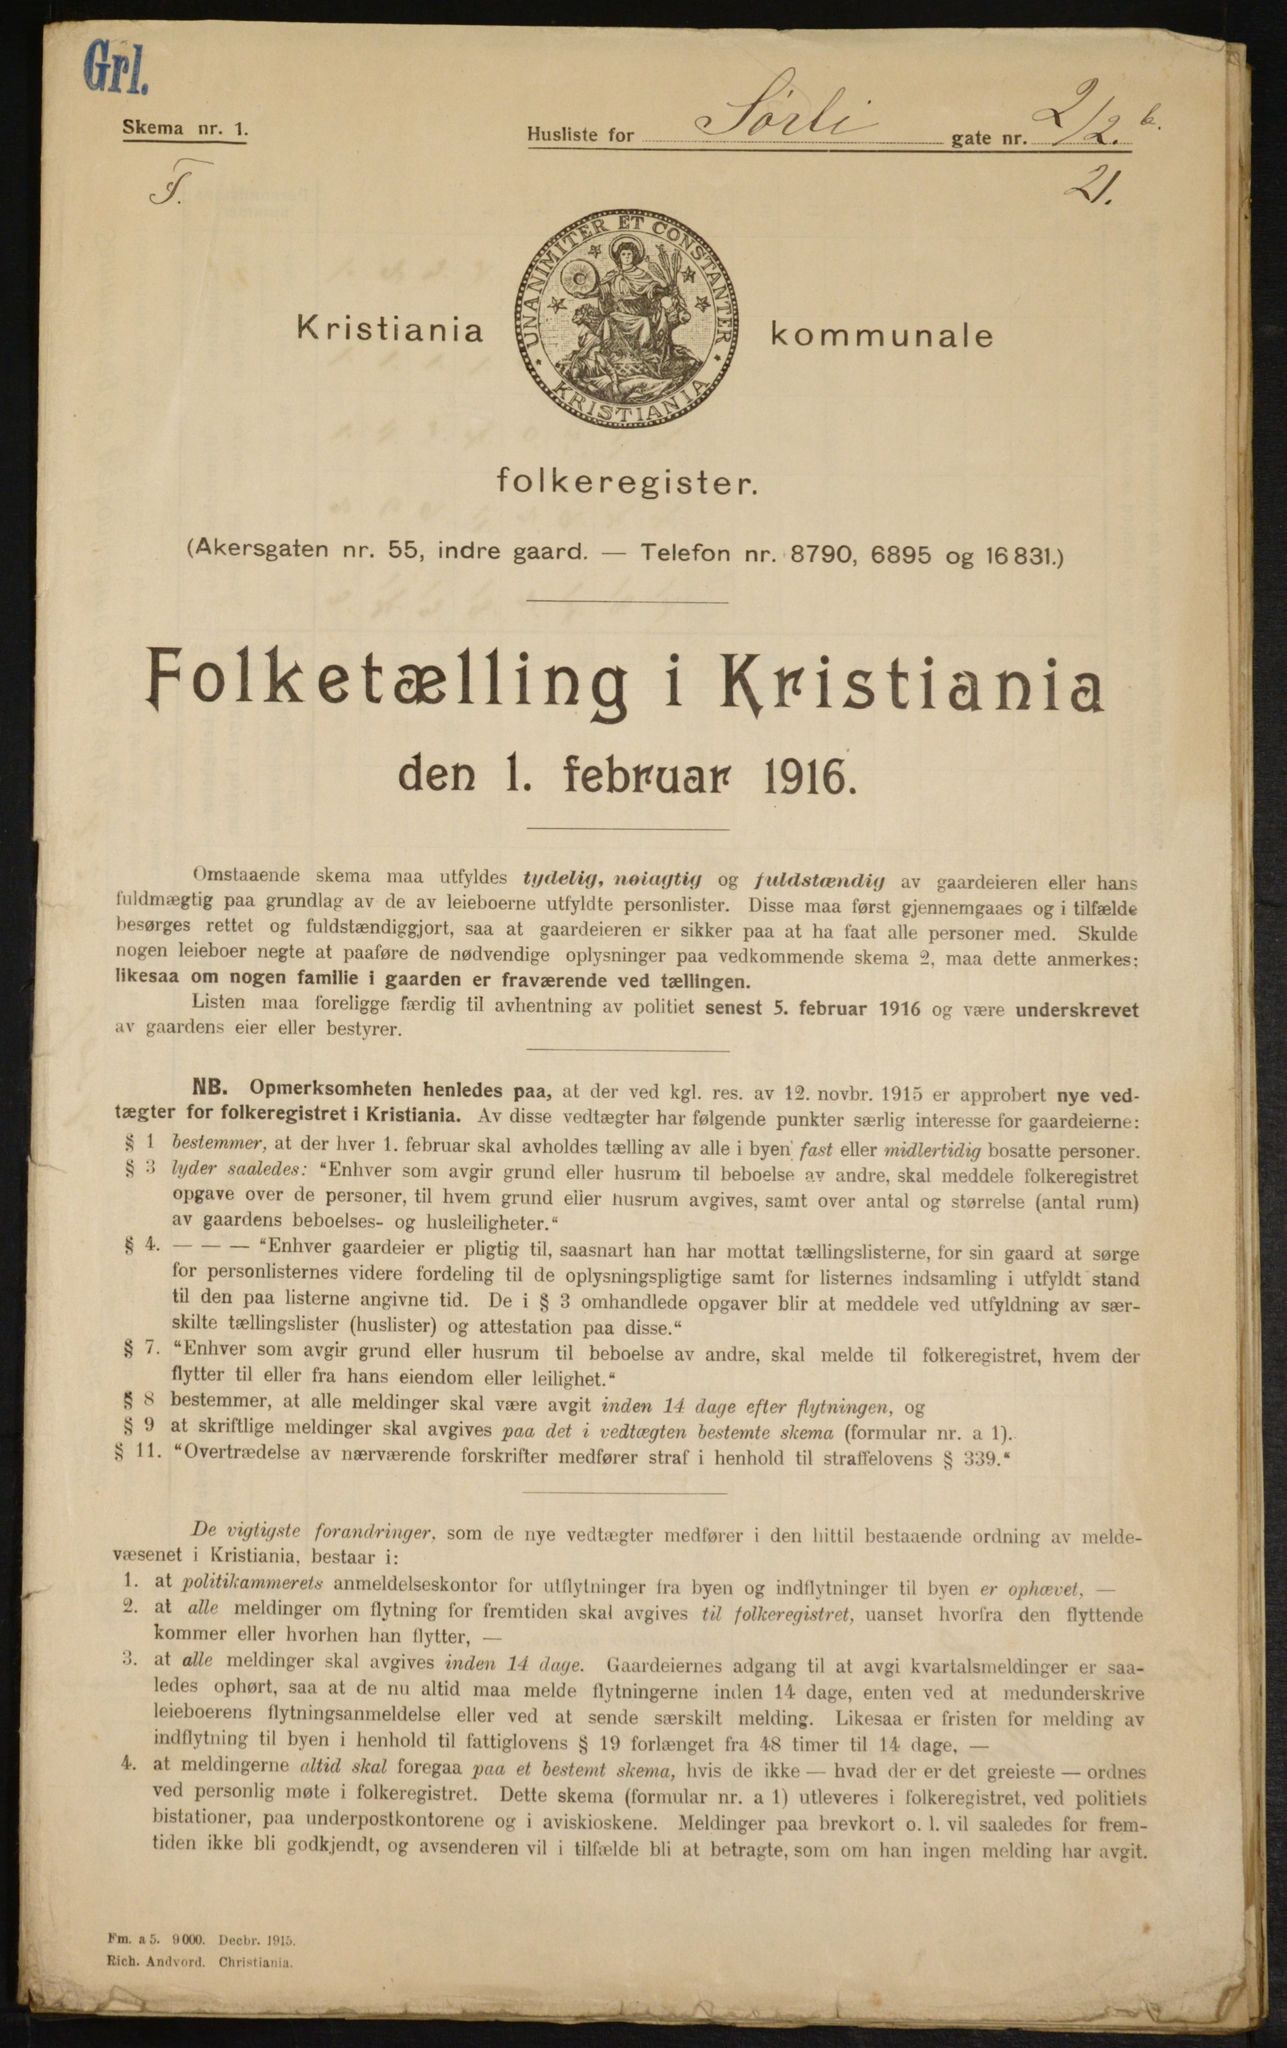 Grl.
Skema nr. 1.
Husliste for Sörli gate nr. 2/2. b.
T.
21.
UNANIMITER ET CONSTANTER
KRISTIANIA
Kristiania kommunale
folkeregister.
(Akersgaten nr. 55, indre gaard. — Telefon nr. 8790, 6895 og 16831.)
Folketælling i Kristiania
den 1. februar 1916.
Omstaaende skema maa utfyldes tydelig, nøiagtig og fuldstændig av gaardeieren eller hans
fuldmægtig paa grundlag av de av leieboerne utfyldte personlister. Disse maa først gjennemgaaes og i tilfælde
besørges rettet og fuldstændiggjort, saa at gaardeieren er sikker paa at ha faat alle personer med. Skulde
nogen leieboer negte at paaføre de nødvendige oplysninger paa vedkommende skema 2, maa dette anmerkes;
likesaa om nogen familie i gaarden er fraværende ved tællingen.
Listen maa foreligge færdig til avhentning av politiet senest 5. februar 1916 og være underskrevet
av gaardens eier eller bestyrer.
NB. Opmerksomheten henledes paa, at der ved kgl. res. av 12. novbr. 1915 er approbert nye ved-
tægter for folkeregistret i Kristiania. Av disse vedtægter har følgende punkter særlig interesse for gaardeierne:
§ 1 bestemmer, at der hver 1. februar skal avholdes tælling av alle i byen fast eller midlertidig bosatte personer.
§ 3 lyder saaledes: "Enhver som avgir grund eller husrum til beboelse av andre, skal meddele folkeregistret
opgave over de personer, til hvem grund eller husrum avgives, samt over antal og størrelse (antal rum)
av gaardens beboelses- og husleiligheter."
§ 4. — — — "Enhver gaardeier er pligtig til, saasnart han har mottat tællingslisterne, for sin gaard at sørge
for personlisternes videre fordeling til de oplysningspligtige samt for listernes indsamling i utfyldt stand
til den paa listerne angivne tid. De i § 3 omhandlede opgaver blir at meddele ved utfyldning av sær-
skilte tællingslister (huslister) og attestation paa disse."
§ 7. "Enhver som avgir grund eller husrum til beboelse av andre, skal melde til folkeregistret, hvem der
flytter til eller fra hans eiendom eller leilighet."
§ 8 bestemmer, at alle meldinger skal være avgit inden 14 dage efter flytningen, og
§ 9 at skriftlige meldinger skal avgives paa det i vedtægten bestemte skema (formular nr. a 1).
§ 11. "Overtrædelse av nærværende forskrifter medfører straf i henhold til straffelovens § 339."
De vigtigste forandringer, som de nye vedtægter medfører i den hittil bestaaende ordning av melde-
væsenet i Kristiania, bestaar i:
1. at politikammerets anmeldelseskontor for utflytninger fra byen og indflytninger til byen er ophævet, —
2. at alle meldinger om flytning for fremtiden skal avgives til folkeregistret, uanset hvorfra den flyttende
kommer eller hvorhen han flytter, —
3. at alle meldinger skal avgives inden 14 dage. Gaardeiernes adgang til at avgi kvartalsmeldinger er saa-
ledes ophørt, saa at de nu altid maa melde flytningerne inden 14 dage, enten ved at medunderskrive
leieboerens flytningsanmeldelse eller ved at sende særskilt melding. Likesaa er fristen for melding av
indflytning til byen i henhold til fattiglovens § 19 forlænget fra 48 timer til 14 dage, —
4. at meldingerne altid skal foregaa paa et bestemt skema, hvis de ikke — hvad der er det greieste — ordnes
ved personlig møte i folkeregistret. Dette skema (formular nr. a 1) utleveres i folkeregistret, ved politiets
bistationer, paa underpostkontorene og i aviskioskene. Meldinger paa brevkort o. l. vil saaledes for frem-
tiden ikke bli godkjendt, og avsenderen vil i tilfælde bli at betragte, som om han ingen melding har avgit.
Fm. a 5. 9000. Decbr. 1915.
Rich. Andvord. Christiania.